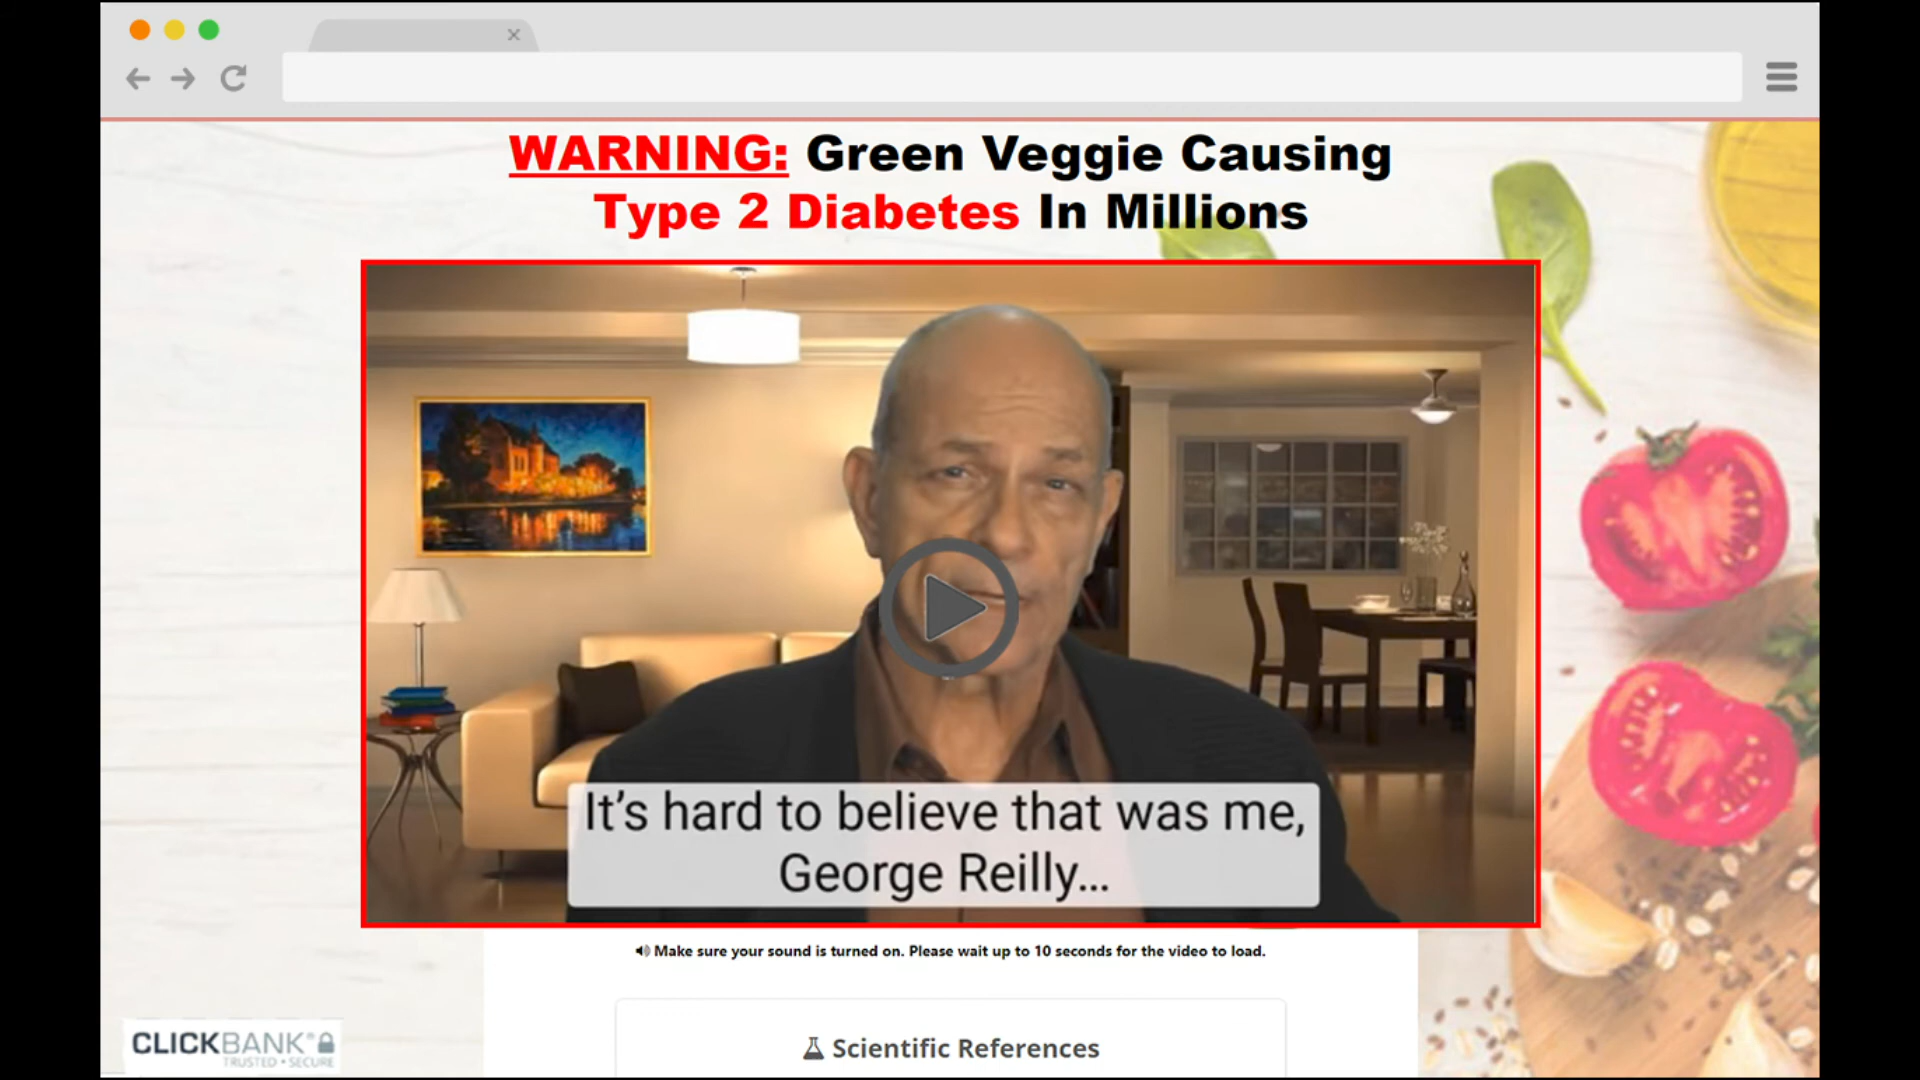 WARNING: Green Veggie Causing
Type 2 Diabetes In Millions
It's hard to believe that was me,
George Reilly...
Make sure your sound is turned on. Please wait up to 10 seconds for the video to load.
Scientific References
CLICKBANK®
TRUSTED • SECURE